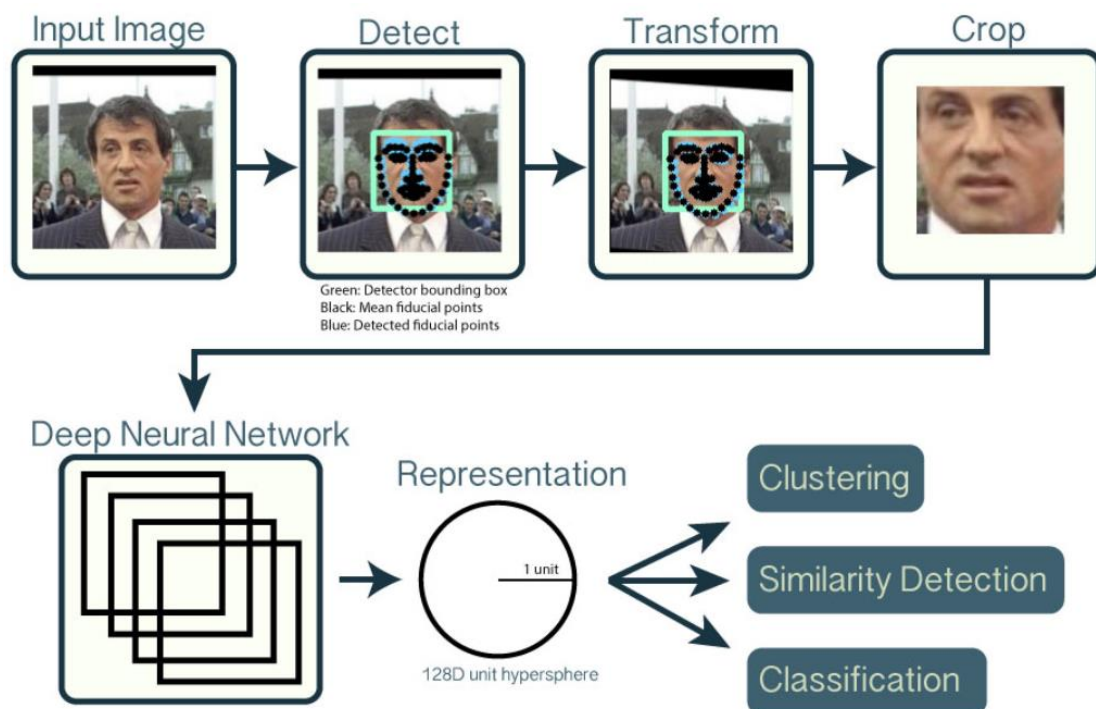 Input Image
Detect
Transform
Crop
Green: Detector bounding box
Black: Mean fiducial points
Blue: Detected fiducial points
Deep Neural Network
Representation
1 unit
128D unit hypersphere
Clustering
Similarity Detection
Classification